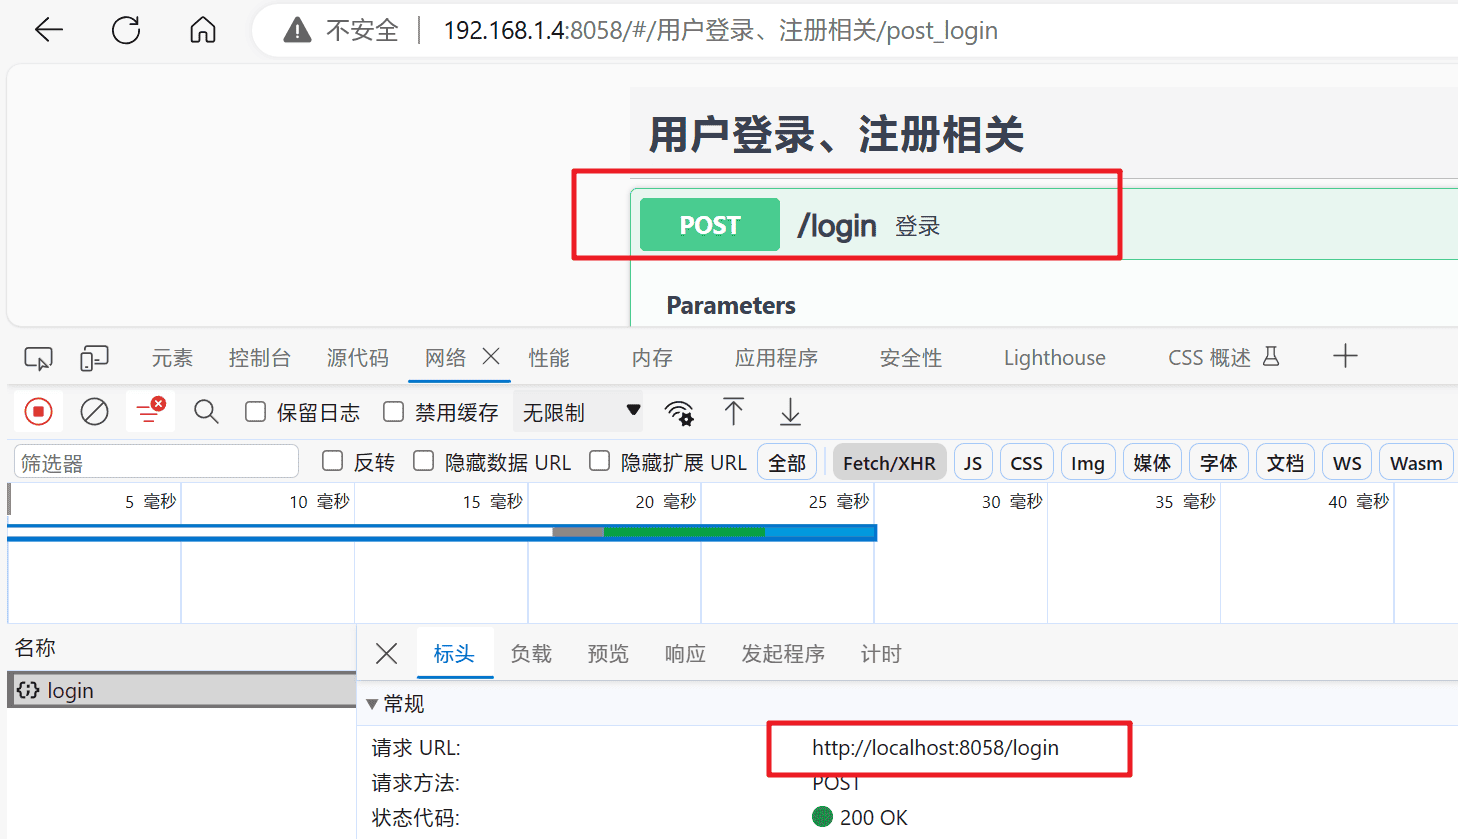 不安全 192.168.1.4:8058/#/用户登录、注册相关/post_login
用户登录、注册相关
POST /login 登录
Parameters
元素 控制台 源代码 网络 性能 内存 应用程序 安全性 Lighthouse CSS 概述
保留日志 禁用缓存 无限制
筛选器 反转 隐藏数据 URL 隐藏扩展 URL 全部 Fetch/XHR JS CSS Img 媒体 字体 文档 WS Wasm
5 毫秒 10 毫秒 15 毫秒 20 毫秒 25 毫秒 30 毫秒 35 毫秒 40 毫秒
名称 标头 负载 预览 响应 发起程序 计时
login
常规
请求 URL: http://localhost:8058/login
请求方法: POST
状态代码: 200 OK